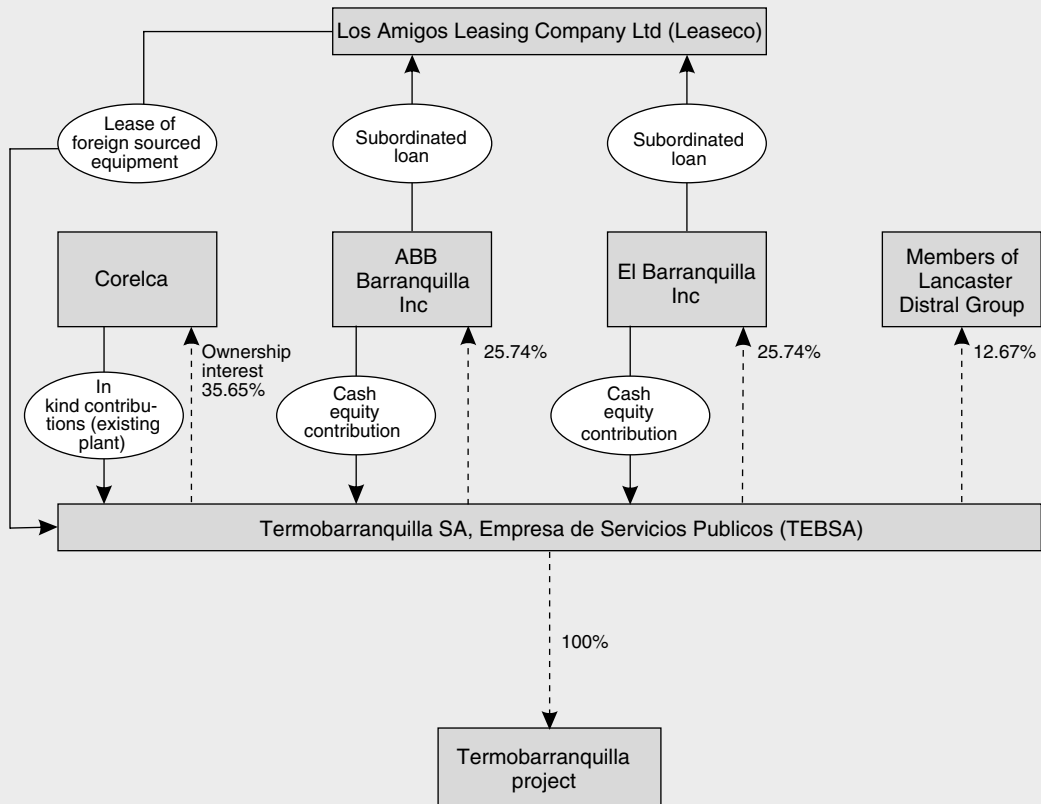 Los Amigos Leasing Company Ltd (Leaseco)
Lease of
foreign sourced
equipment
Subordinated
loan
Subordinated
loan
Corelca
ABB
Barranquilla
Inc
El Barranquilla
Inc
Members of
Lancaster
Distral Group
Ownership
interest
35.65%
25.74%
25.74%
12.67%
In
kind contribu-
tions (existing
plant)
Cash
equity
contribution
Cash
equity
contribution
Termobarranquilla SA, Empresa de Servicios Publicos (TEBSA)
100%
Termobarranquilla
project